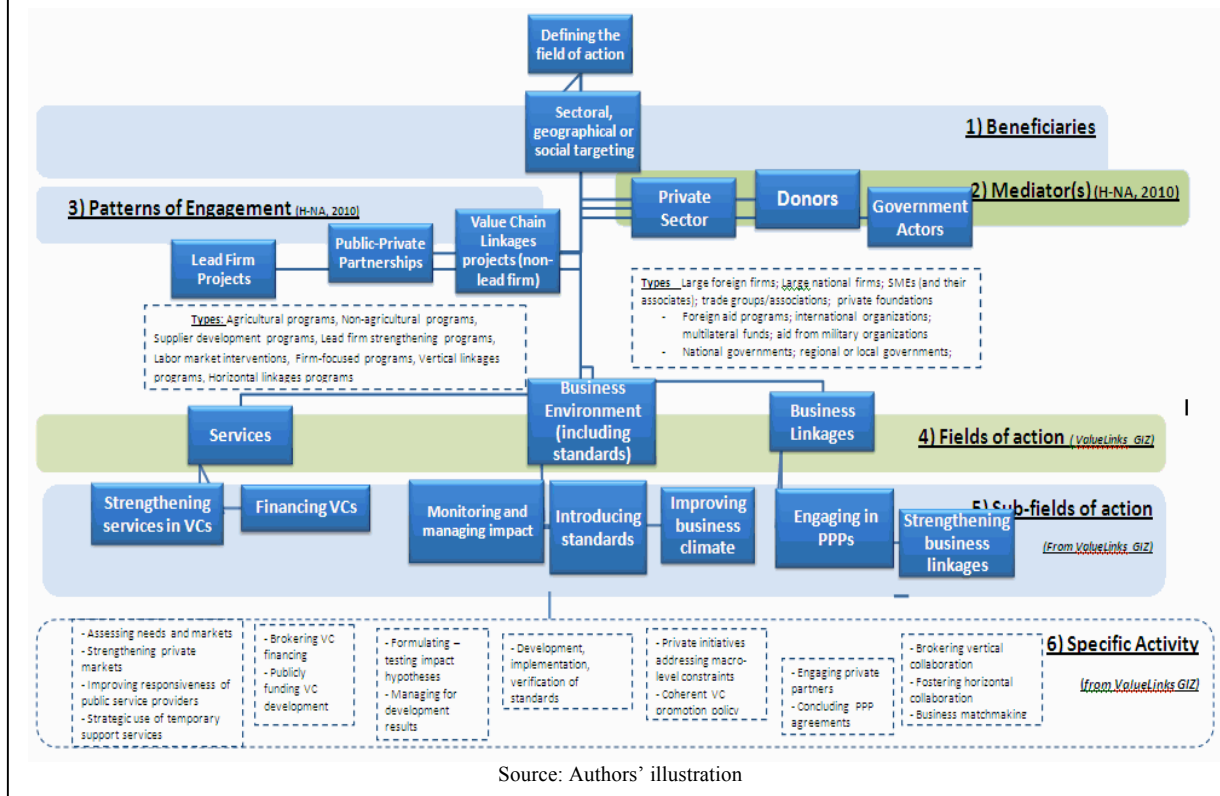 Defining the
field of action
Sectoral,
geographical or
social targeting
1) Beneficiaries
2) Mediator(s) (H-NA, 2010)
Private
Sector
Donors
Government
Actors
3) Patterns of Engagement (H-NA, 2010)
Lead Firm
Projects
Public-Private
Partnerships
Value Chain
Linkages
projects (non-
lead firm)
Types: Agricultural programs, Non-agricultural programs,
Supplier development programs, Lead firm strengthening programs,
Labor market interventions, Firm-focused programs, Vertical linkages
programs, Horizontal linkages programs
Types Large foreign firms; Large national firms; SMEs (and their
associates); trade groups/associations; private foundations
- Foreign aid programs; international organizations;
multilateral funds; aid from military organizations
- National governments; regional or local governments;
Services
Business
Environment
(including
standards)
Business
Linkages
4) Fields of action (ValueLinks GIZ)
Strengthening
services in VCs
Financing VCs
Monitoring and
managing impact
Introducing
standards
Improving
business
climate
Engaging in
PPPs
Strengthening
business
linkages
5) Sub-fields of action
(From ValueLinks GIZ)
- Assessing needs and markets
- Strengthening private
markets
- Improving responsiveness of
public service providers
- Strategic use of temporary
support services
- Brokering VC
financing
- Publicly
funding VC
development
- Formulating –
testing impact
hypotheses
- Managing for
development
results
- Development,
implementation,
verification of
standards
- Private initiatives
addressing macro-
level constraints
- Coherent VC
promotion policy
- Engaging private
partners
- Concluding PPP
agreements
- Brokering vertical
collaboration
- Fostering horizontal
collaboration
- Business matchmaking
6) Specific Activity
(from ValueLinks GIZ)
Source: Authors' illustration